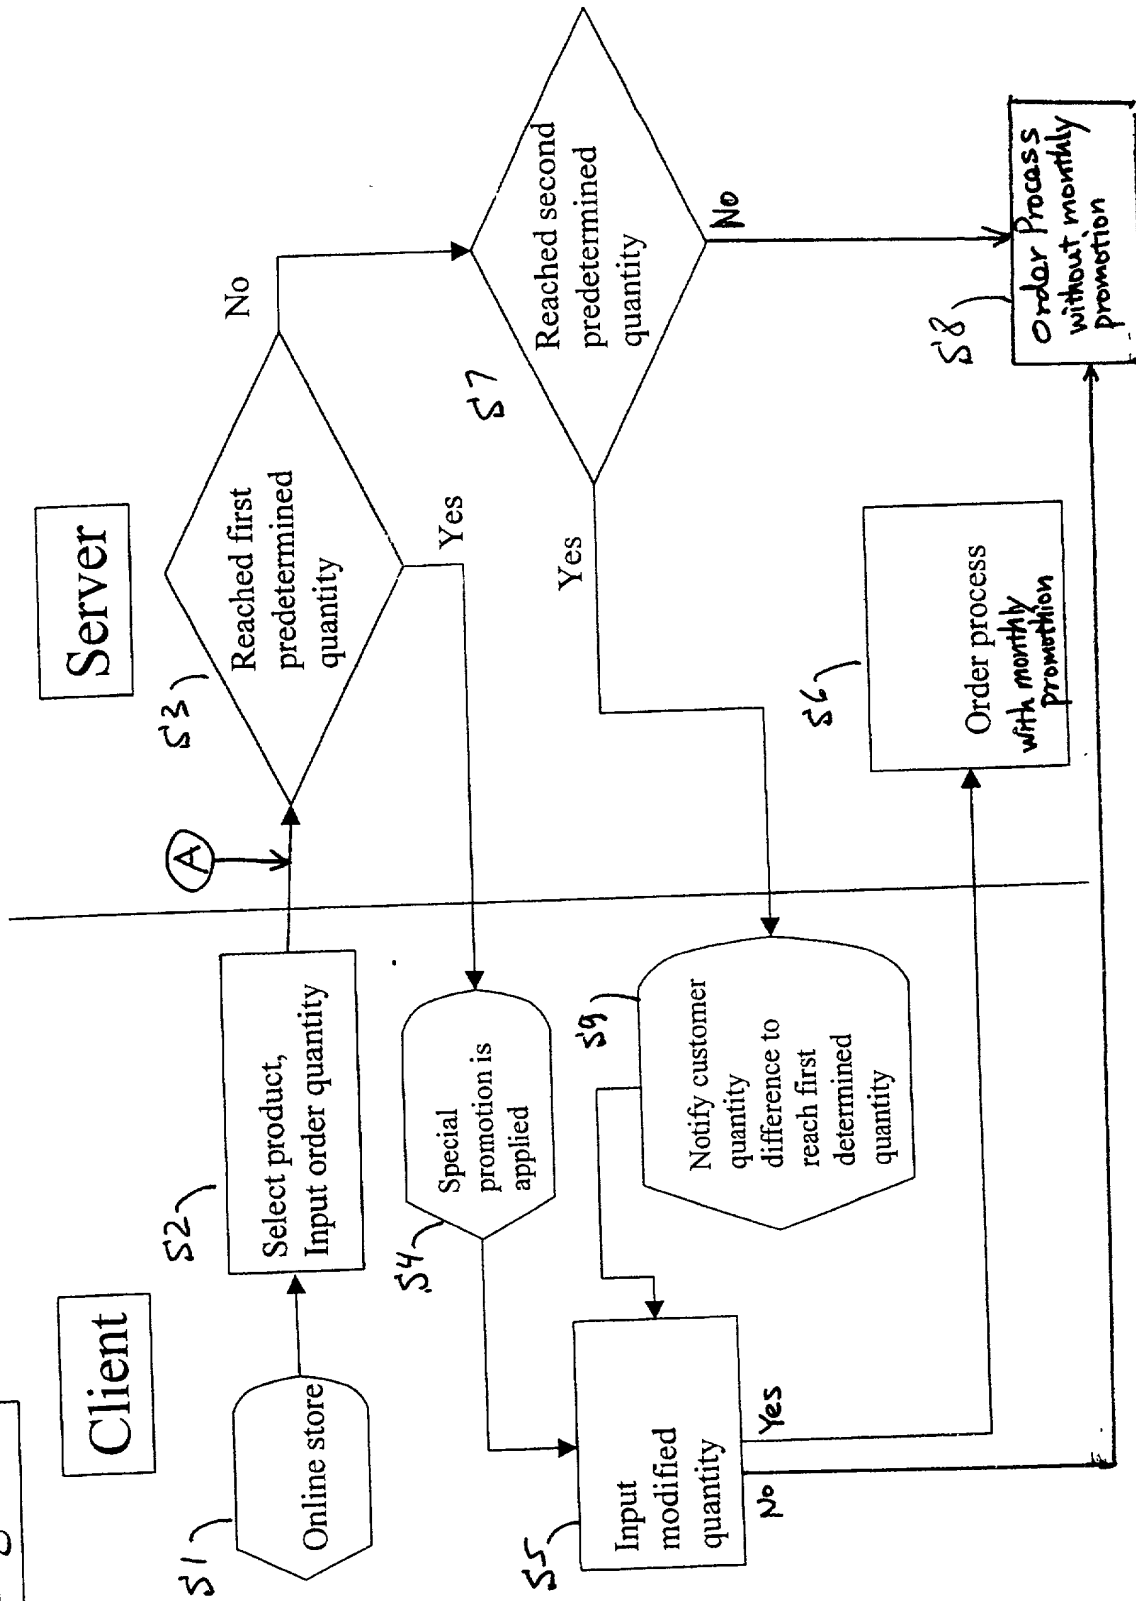 Client
Server
S1
Online store
S2
Select product,
Input order quantity
A
S3
Reached first
predetermined
quantity
No
Yes
S4
Special
promotion is
applied
S7
Reached second
predetermined
quantity
Yes
No
S9
Notify customer
quantity
difference to
reach first
determined
quantity
S5
Input
modified
quantity
Yes
No
S6
Order process
with monthly
promothion
S8
Order Process
without monthly
promotion